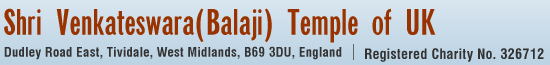 Shri Venkateswara(Balaji) Temple of UK
Dudley Road East, Tividale, West Midlands, B69 3DU, England | Registered Charity No. 326712